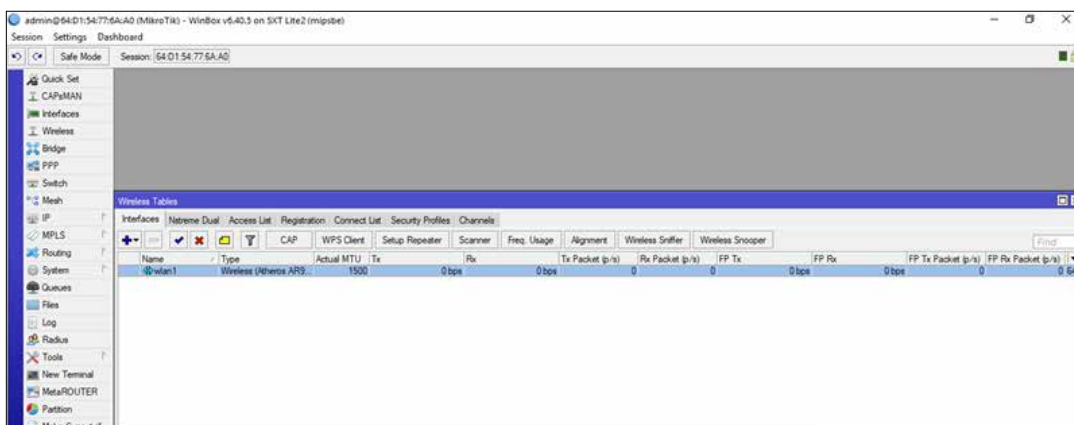 admin@64:D1:54:77:6A:A0 (MikroTik) - WinBox v6.40.5 on SXT Lite2 (mipsbe)
Session Settings Dashboard
Safe Mode Session: 64:D1:54:77:6A:A0
Quick Set
CAPsMAN
Interfaces
Wireless
Bridge
PPP
Switch
Mesh
IP
MPLS
Routing
System
Queues
Files
Log
Radius
Tools
New Terminal
MetaROUTER
Partition
Wireless Tables
Interfaces Nstreme Dual Access List Registration Connect List Security Profiles Channels
CAP WPS Client Setup Repeater Scanner Freq. Usage Alignment Wireless Sniffer Wireless Snooper Find
Name Type Actual MTU Tx Rx Tx Packet (p/s) Rx Packet (p/s) FP Tx FP Rx FP Tx Packet (p/s) FP Rx Packet (p/s)
wlan1 Wireless (Atheros AR9... 1500 0 bps 0 bps 0 0 0 bps 0 bps 0 0